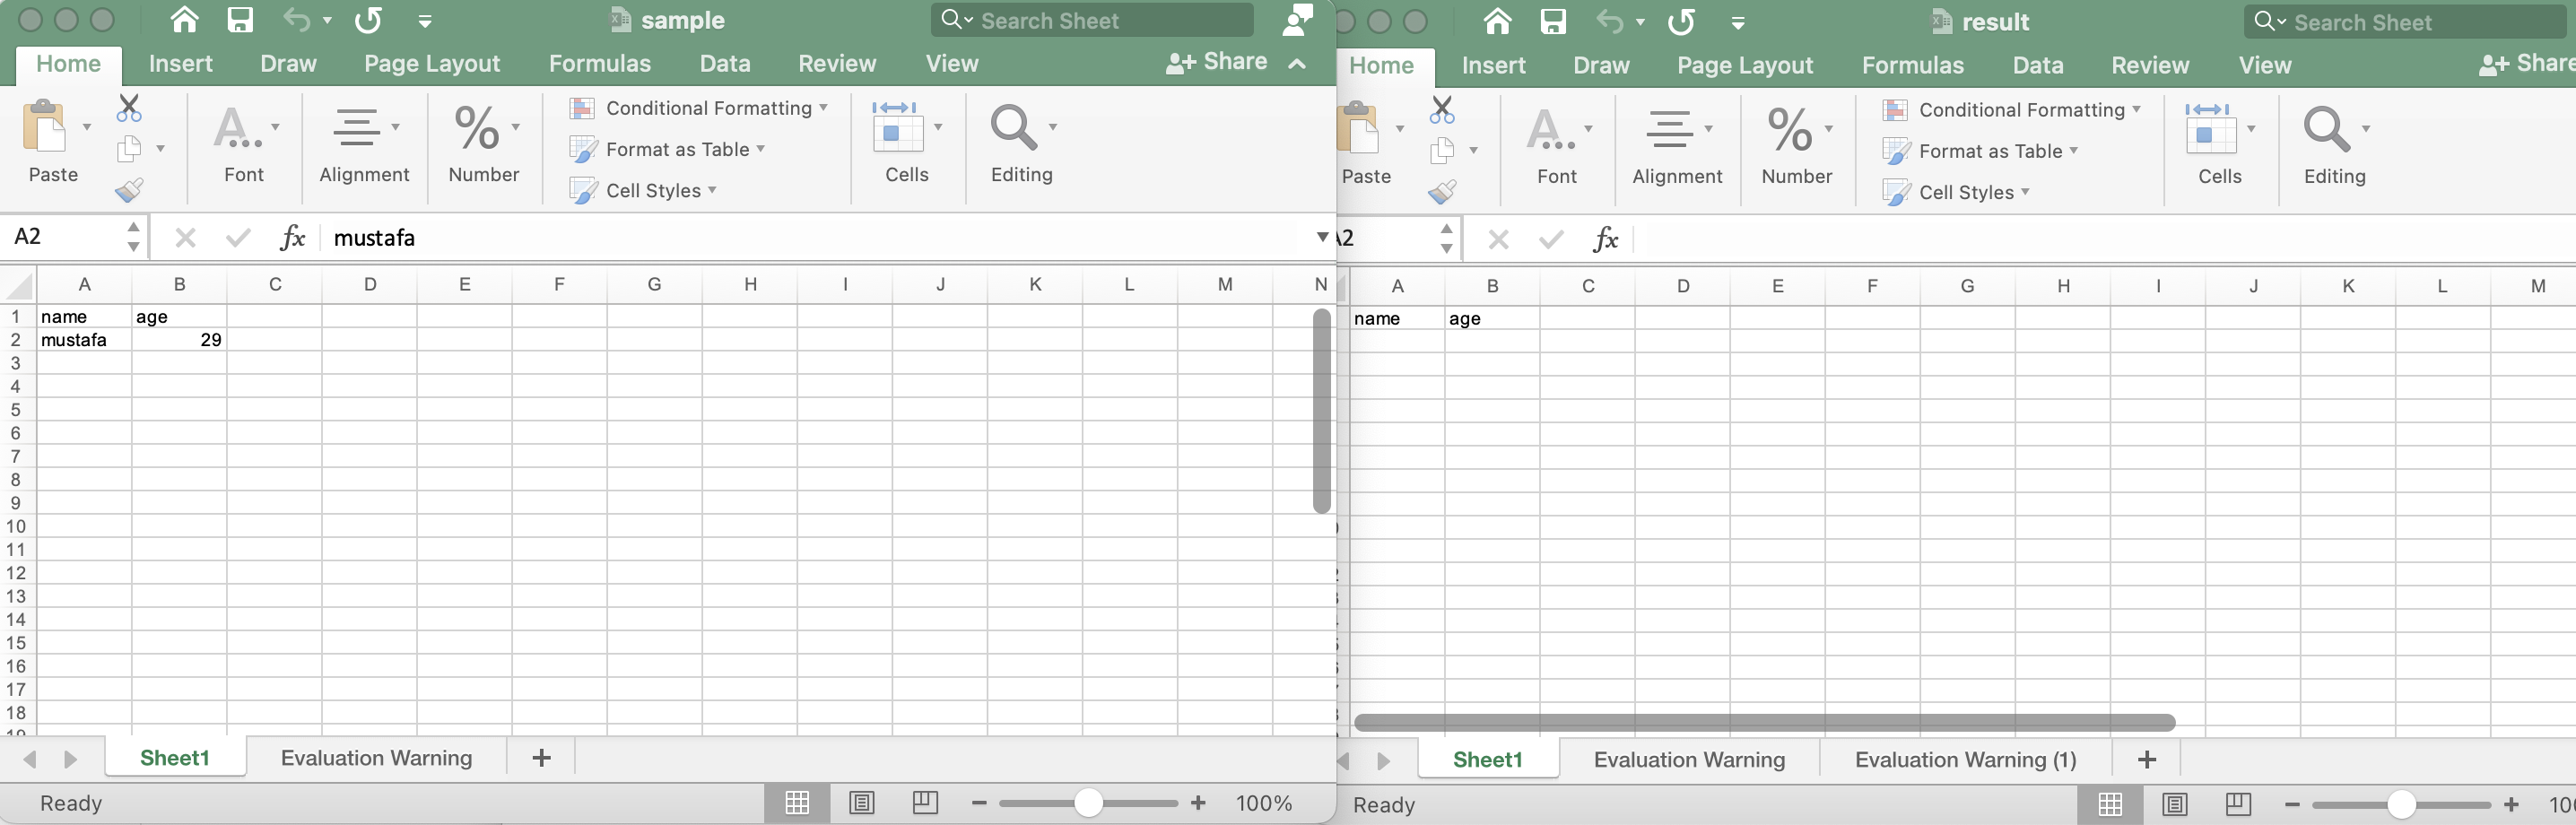 sample
Search Sheet
Home Insert Draw Page Layout Formulas Data Review View Share
Paste
Font
Alignment
%
Number
Conditional Formatting
Format as Table
Cell Styles
Cells
Editing
A2 fx mustafa
A B C D E F G H I J K L M N
1 name age
2 mustafa 29
3
4
5
6
7
8
9
10
11
12
13
14
15
16
17
18
Sheet1 Evaluation Warning +
Ready 100%
result
Search Sheet
Home Insert Draw Page Layout Formulas Data Review View Share
Paste
Font
Alignment
%
Number
Conditional Formatting
Format as Table
Cell Styles
Cells
Editing
fx
A B C D E F G H I J K L M
name age
Sheet1 Evaluation Warning Evaluation Warning (1) +
Ready